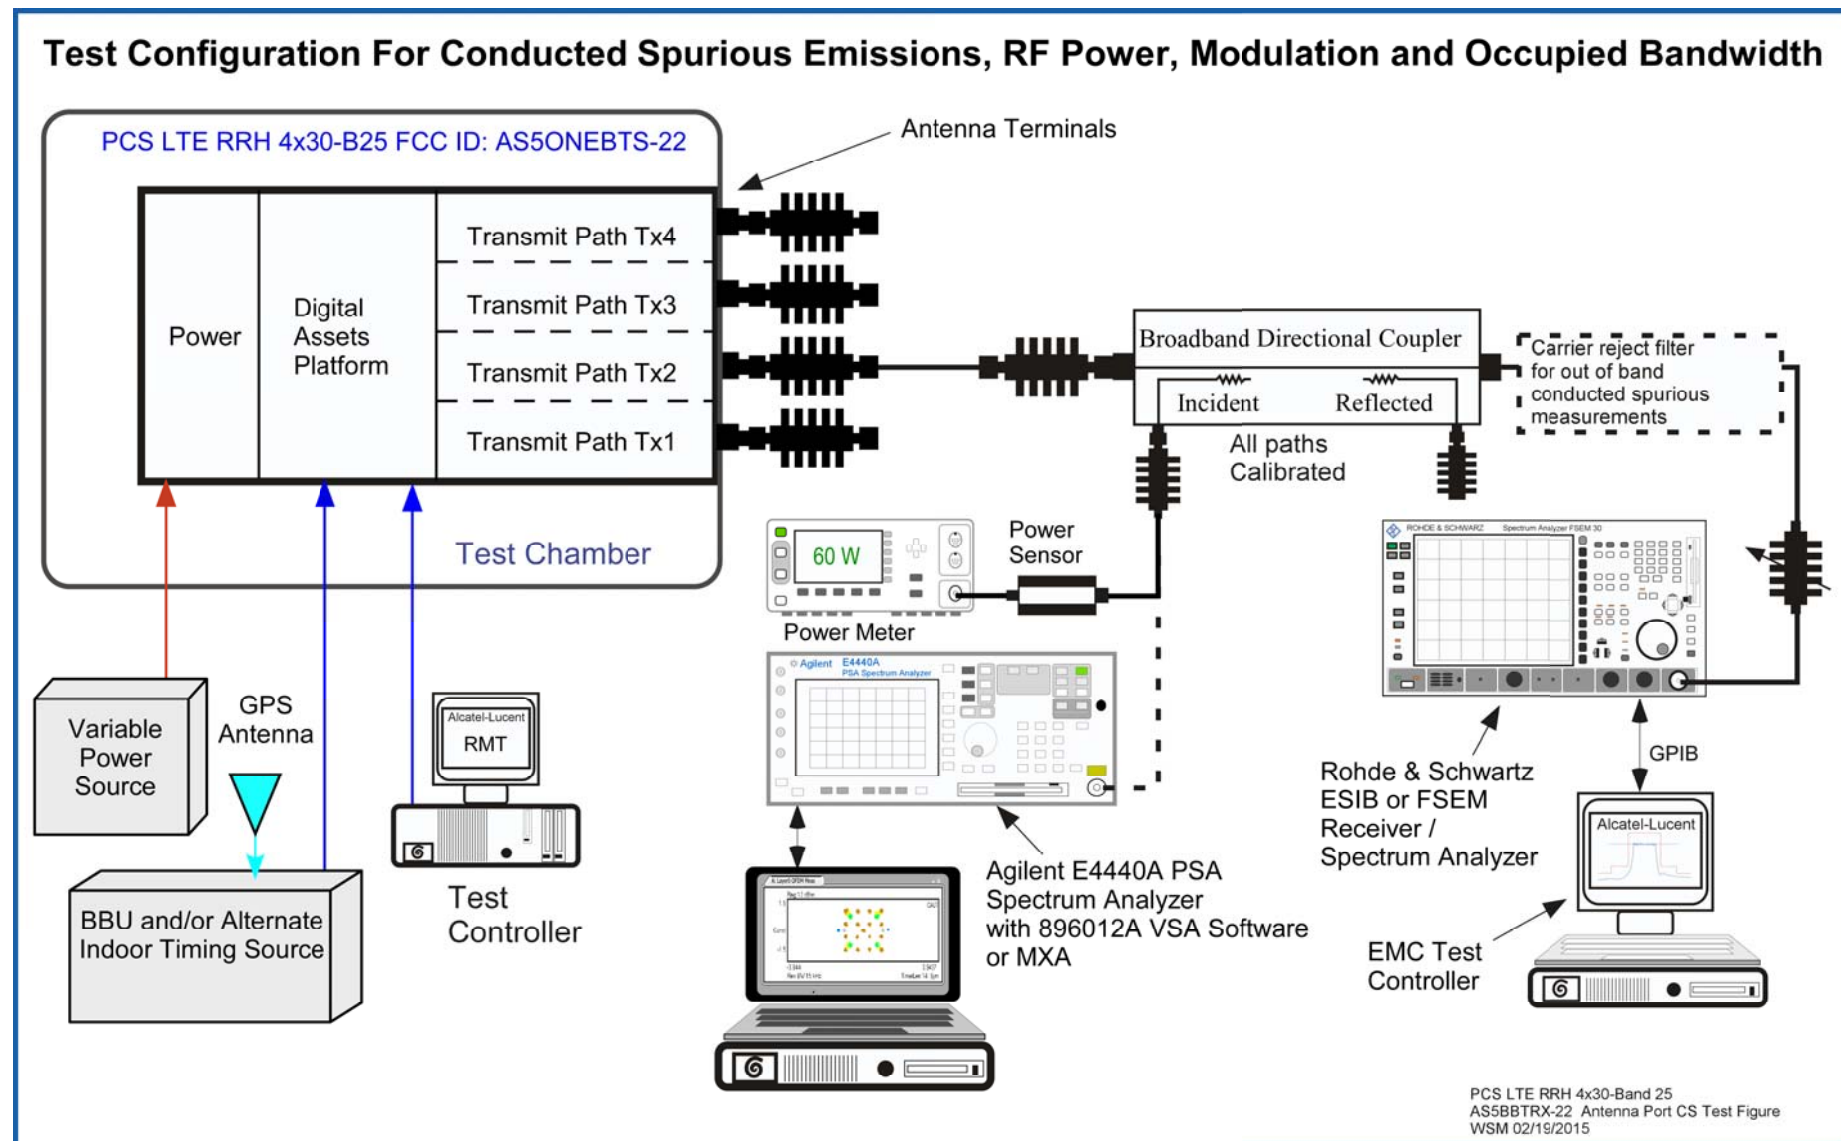 Test Configuration For Conducted Spurious Emissions, RF Power, Modulation and Occupied Bandwidth
PCS LTE RRH 4x30-B25 FCC ID: AS5ONEBTS-22
Antenna Terminals
Power
Digital
Assets
Platform
Transmit Path Tx4
Transmit Path Tx3
Transmit Path Tx2
Transmit Path Tx1
Test Chamber
Broadband Directional Coupler
Incident
Reflected
All paths
Calibrated
Carrier reject filter
for out of band
conducted spurious
measurements
60 W
Power Meter
Power
Sensor
ROHDE & SCHWARZ Spectrum Analyzer FSEM 30
Agilent E4440A
PSA Spectrum Analyzer
Variable
Power
Source
GPS
Antenna
Alcatel-Lucent
RMT
Test
Controller
BBU and/or Alternate
Indoor Timing Source
Agilent E4440A PSA
Spectrum Analyzer
with 896012A VSA Software
or MXA
Rohde & Schwartz
ESIB or FSEM
Receiver /
Spectrum Analyzer
GPIB
Alcatel-Lucent
EMC Test
Controller
PCS LTE RRH 4x30-Band 25
AS5BBTRX-22 Antenna Port CS Test Figure
WSM 02/19/2015